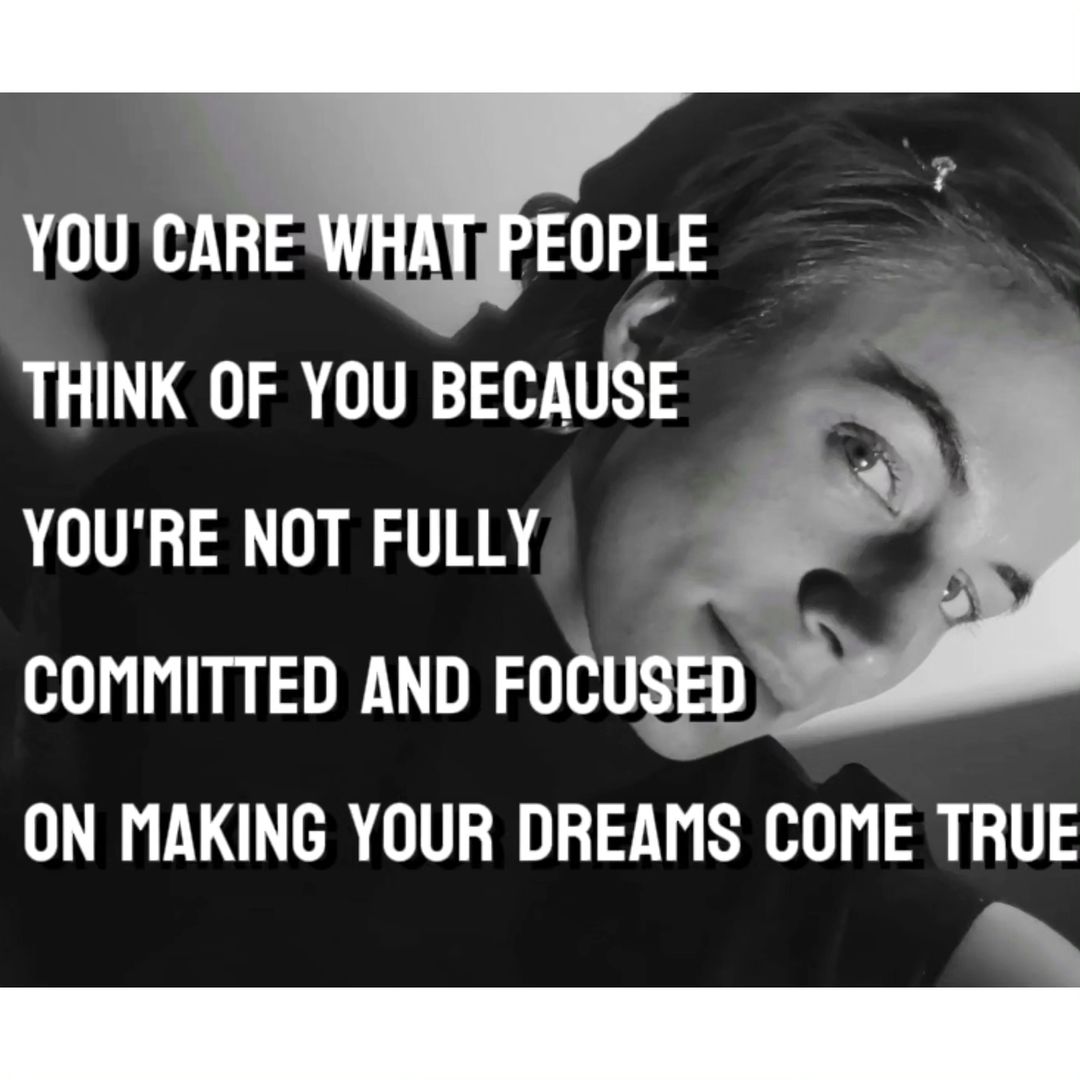 YOU CARE WHAT PEOPLE
THINK OF YOU BECAUSE
YOU'RE NOT FULLY
COMMITTED AND FOCUSED
ON MAKING YOUR DREAMS COME TRUE